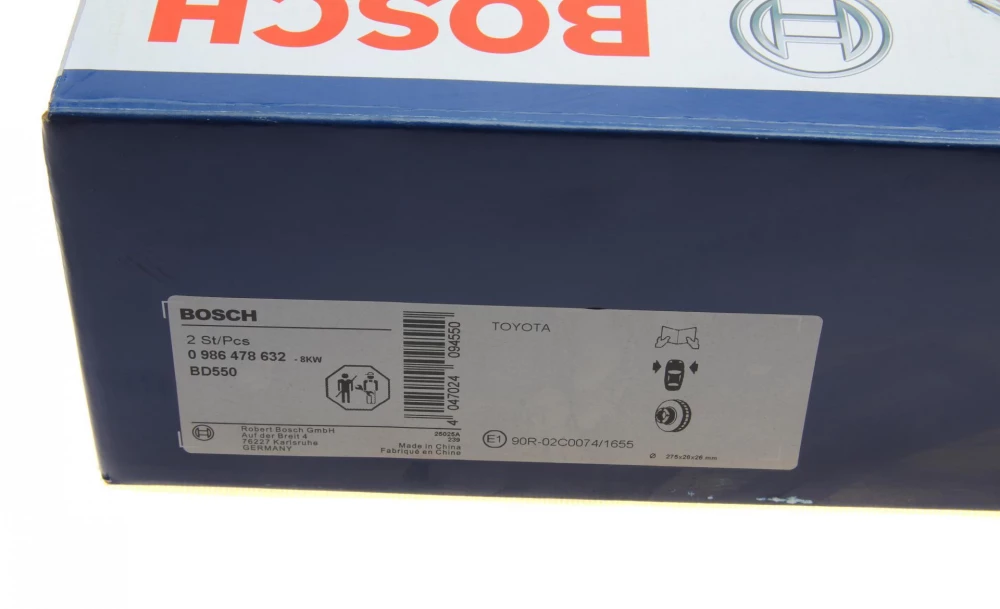 BOSCH
BOSCH
2 St/Pcs
0 986 478 632 - 8KW
BD550
Robert Bosch GmbH
Auf der Breit 4
76227 Karlsruhe
GERMANY
239
Made in China
Fabriqué en Chine
4 047024 094550
TOYOTA
E1 90R-02C0074/1655